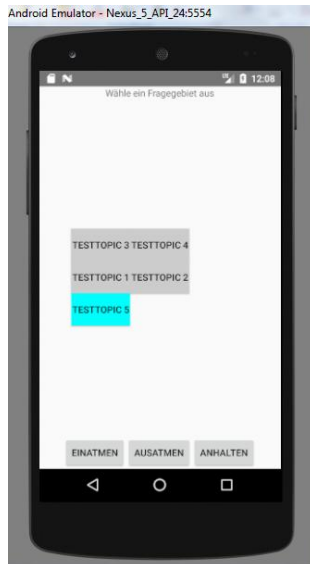 Android Emulator - Nexus_5_API_24:5554
12:08
Wähle ein Fragegebiet aus
TESTTOPIC 3 TESTTOPIC 4
TESTTOPIC 1 TESTTOPIC 2
TESTTOPIC 5
EINATMEN AUSATMEN ANHALTEN